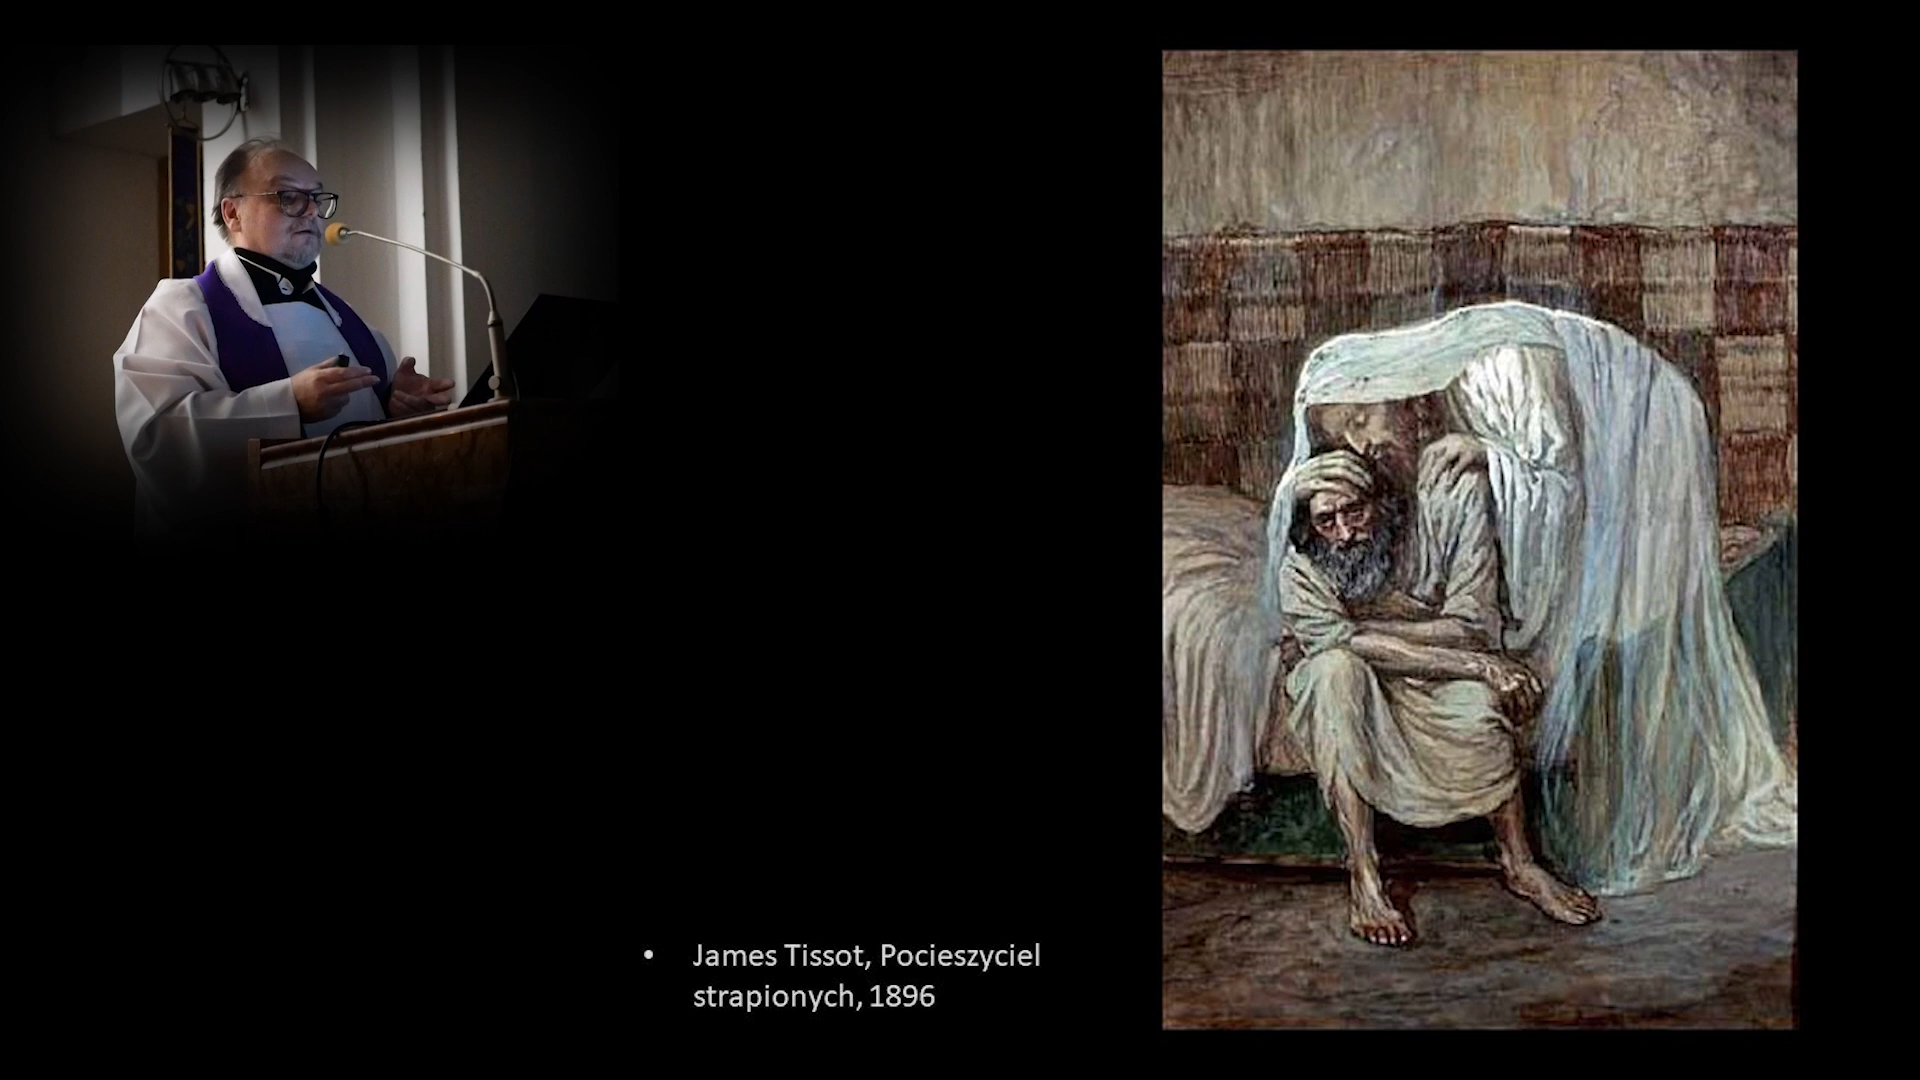 • James Tissot, Pocieszyciel
strapionych, 1896